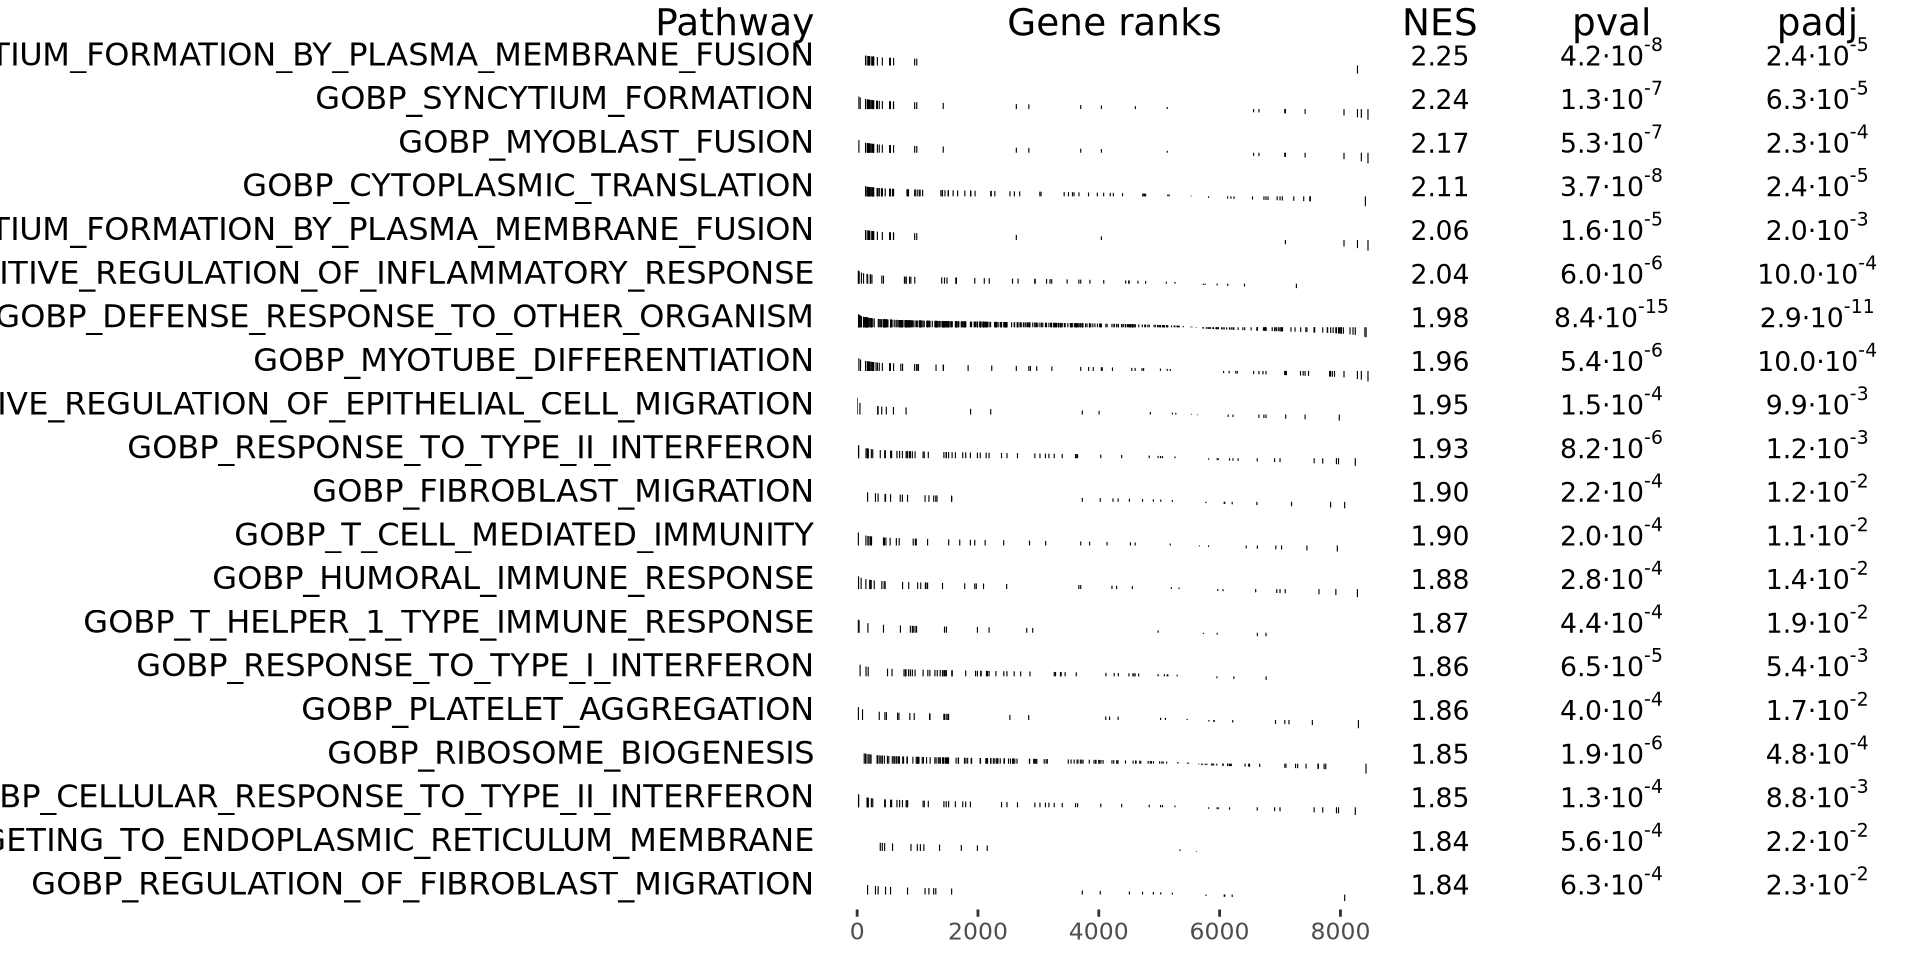 Pathway Gene ranks NES pval padj
TIUM_FORMATION_BY_PLASMA_MEMBRANE_FUSION 2.25 4.2·10⁻⁸ 2.4·10⁻⁵
GOBP_SYNCYTIUM_FORMATION 2.24 1.3·10⁻⁷ 6.3·10⁻⁵
GOBP_MYOBLAST_FUSION 2.17 5.3·10⁻⁷ 2.3·10⁻⁴
GOBP_CYTOPLASMIC_TRANSLATION 2.11 3.7·10⁻⁸ 2.4·10⁻⁵
TIUM_FORMATION_BY_PLASMA_MEMBRANE_FUSION 2.06 1.6·10⁻⁵ 2.0·10⁻³
ITIVE_REGULATION_OF_INFLAMMATORY_RESPONSE 2.04 6.0·10⁻⁶ 10.0·10⁻⁴
GOBP_DEFENSE_RESPONSE_TO_OTHER_ORGANISM 1.98 8.4·10⁻¹⁵ 2.9·10⁻¹¹
GOBP_MYOTUBE_DIFFERENTIATION 1.96 5.4·10⁻⁶ 10.0·10⁻⁴
IVE_REGULATION_OF_EPITHELIAL_CELL_MIGRATION 1.95 1.5·10⁻⁴ 9.9·10⁻³
GOBP_RESPONSE_TO_TYPE_II_INTERFERON 1.93 8.2·10⁻⁶ 1.2·10⁻³
GOBP_FIBROBLAST_MIGRATION 1.90 2.2·10⁻⁴ 1.2·10⁻²
GOBP_T_CELL_MEDIATED_IMMUNITY 1.90 2.0·10⁻⁴ 1.1·10⁻²
GOBP_HUMORAL_IMMUNE_RESPONSE 1.88 2.8·10⁻⁴ 1.4·10⁻²
GOBP_T_HELPER_1_TYPE_IMMUNE_RESPONSE 1.87 4.4·10⁻⁴ 1.9·10⁻²
GOBP_RESPONSE_TO_TYPE_I_INTERFERON 1.86 6.5·10⁻⁵ 5.4·10⁻³
GOBP_PLATELET_AGGREGATION 1.86 4.0·10⁻⁴ 1.7·10⁻²
GOBP_RIBOSOME_BIOGENESIS 1.85 1.9·10⁻⁶ 4.8·10⁻⁴
BP_CELLULAR_RESPONSE_TO_TYPE_II_INTERFERON 1.85 1.3·10⁻⁴ 8.8·10⁻³
GETING_TO_ENDOPLASMIC_RETICULUM_MEMBRANE 1.84 5.6·10⁻⁴ 2.2·10⁻²
GOBP_REGULATION_OF_FIBROBLAST_MIGRATION 1.84 6.3·10⁻⁴ 2.3·10⁻²
0 2000 4000 6000 8000